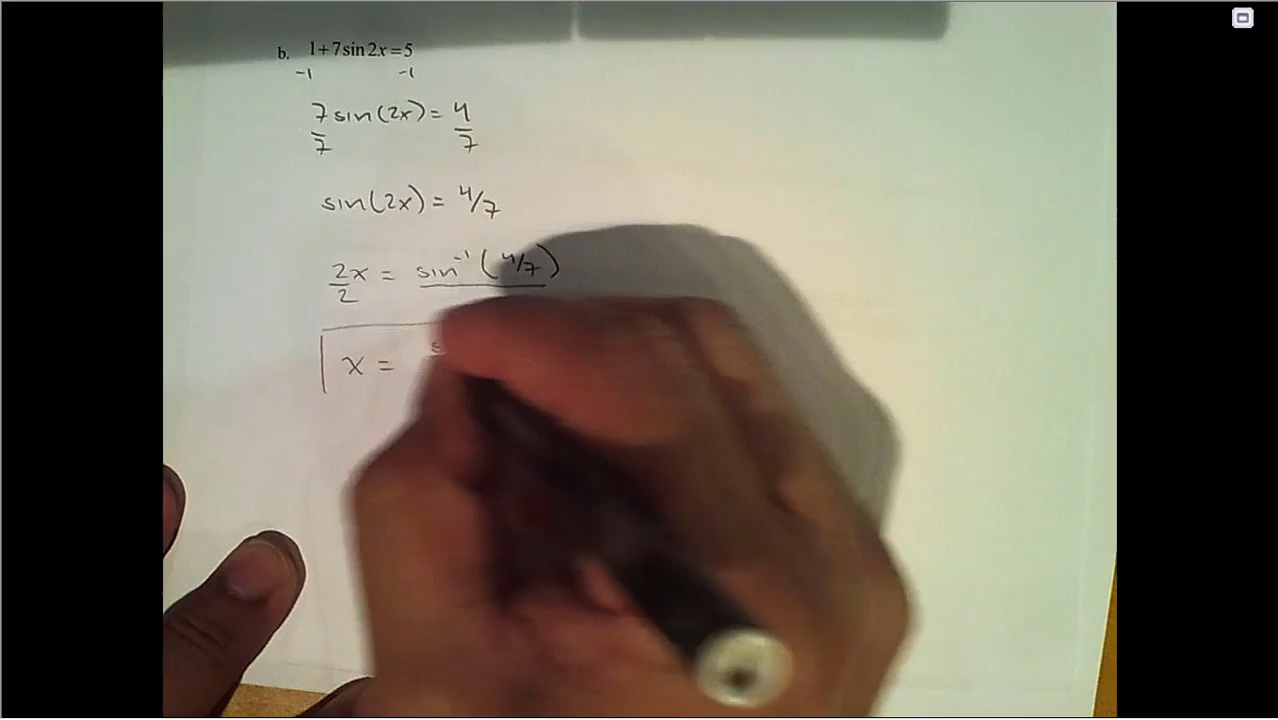 b. 1+7sin2x=5
-1 -1
7sin(2x)= 4
7 7
sin(2x) = 4/7
2x = sin⁻¹(4/7)
2
x =